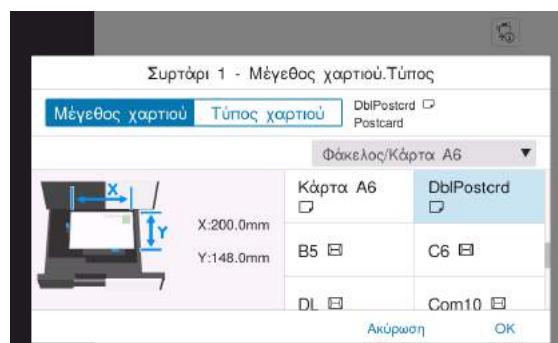 Συρτάρι 1 - Μέγεθος χαρτιού.Τύπος
Μέγεθος χαρτιού
Τύπος χαρτιού
DblPostcrd
Postcard
Φάκελος/Κάρτα A6
X
Y
X:200.0mm
Y:148.0mm
Κάρτα A6
DblPostcrd
B5
C6
DL
Com10
Ακύρωση
OK